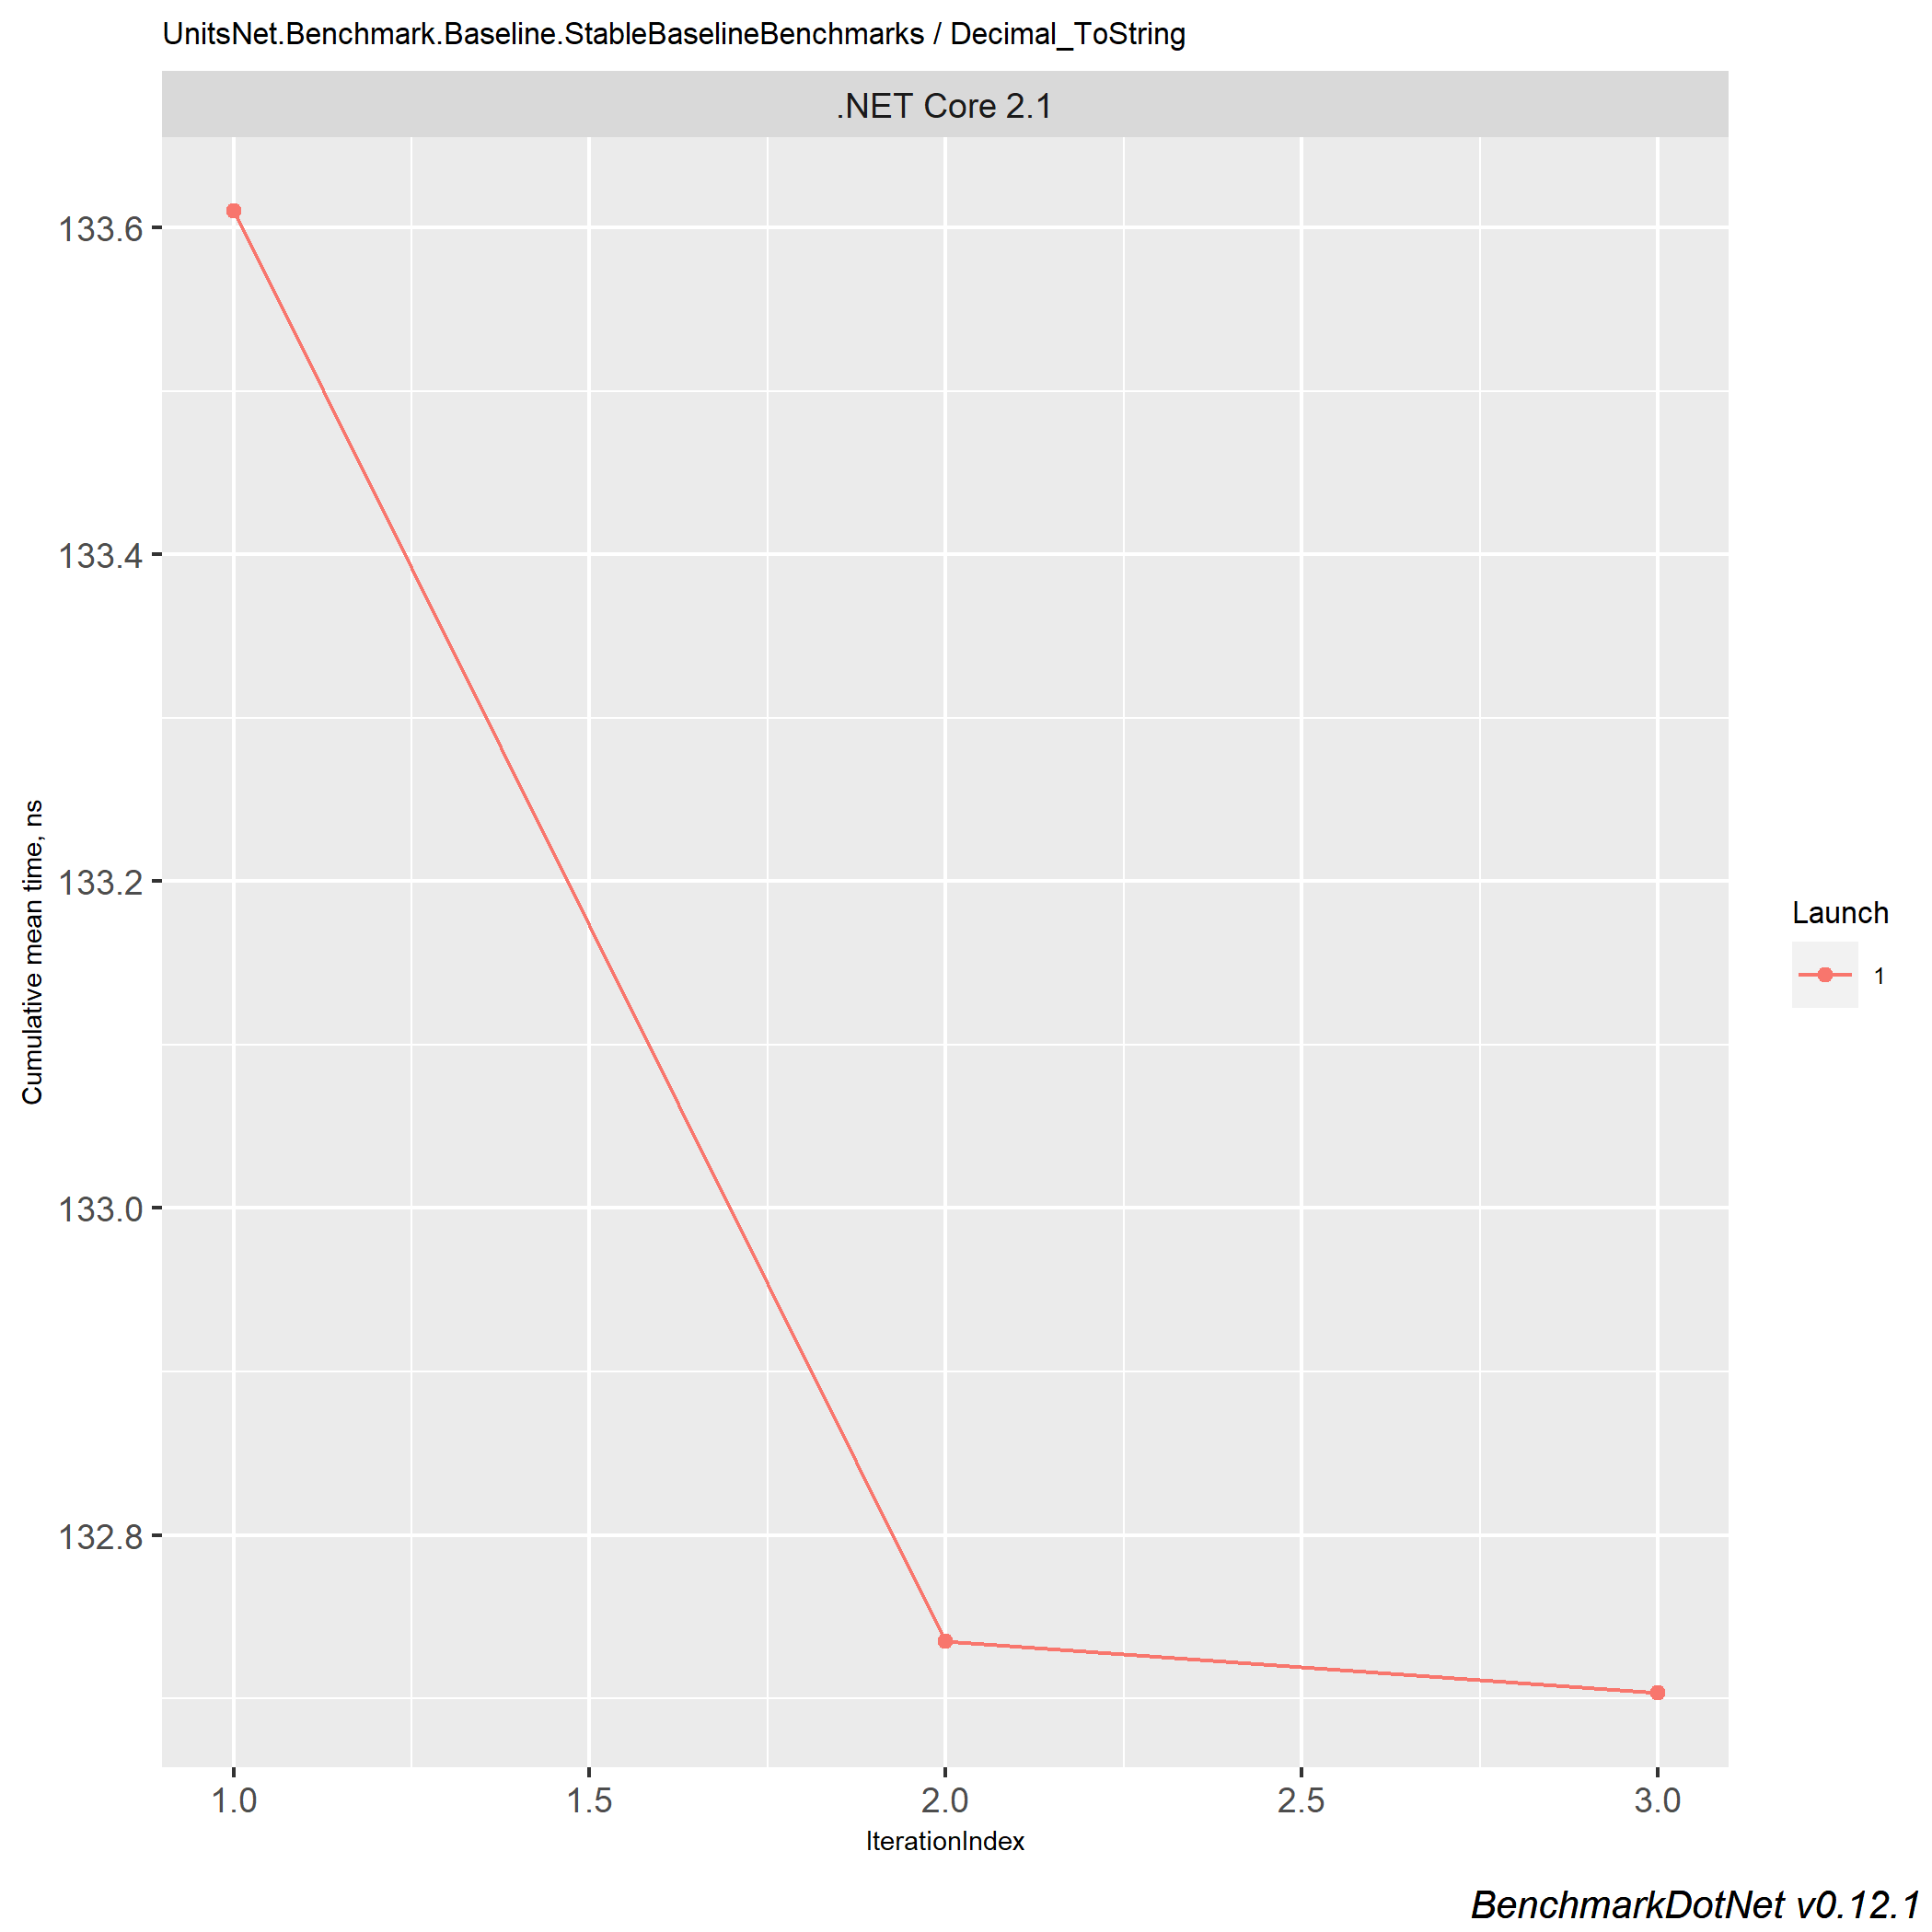 UnitsNet.Benchmark.Baseline.StableBaselineBenchmarks / Decimal_ToString
.NET Core 2.1
133.6
133.4
133.2
133.0
132.8
Cumulative mean time, ns
1.0 1.5 2.0 2.5 3.0
IterationIndex
Launch
1
BenchmarkDotNet v0.12.1